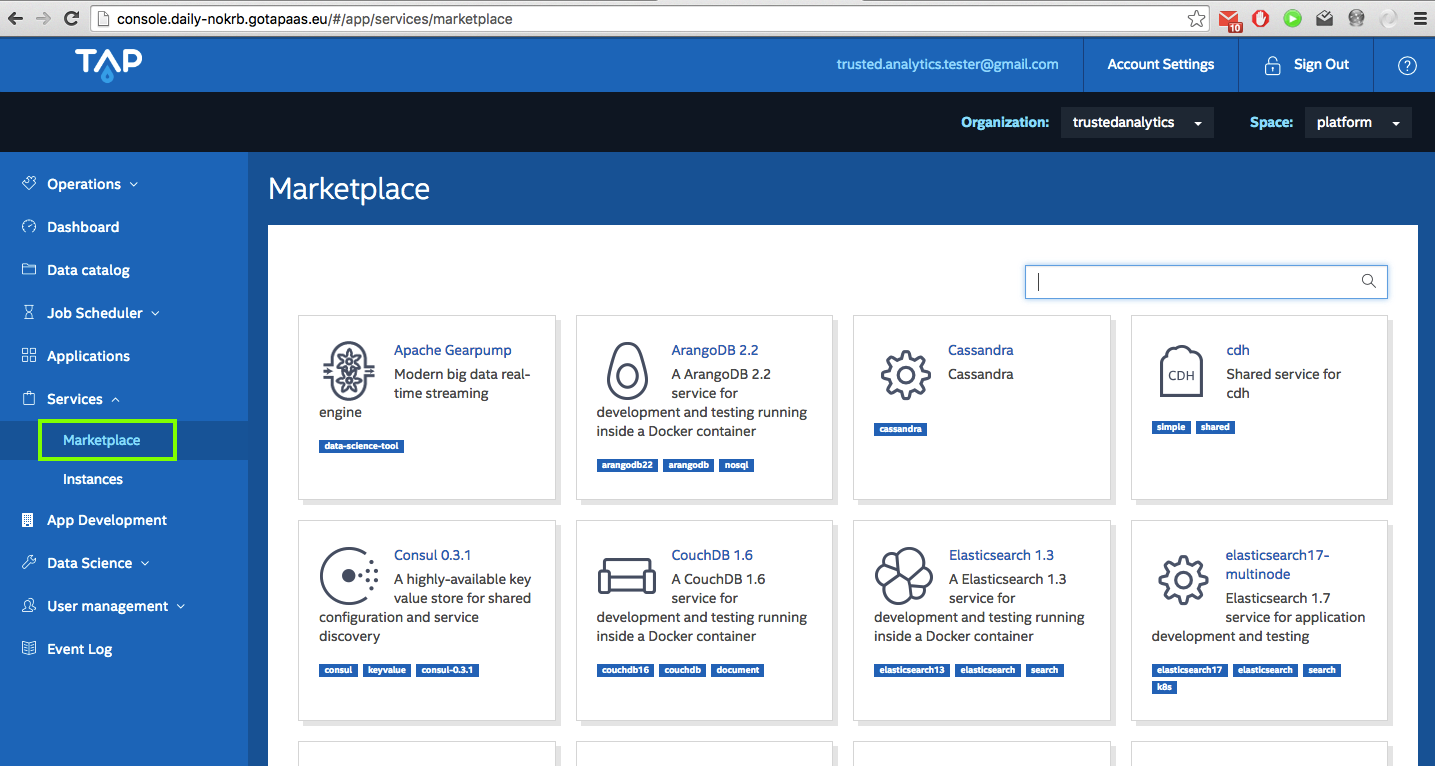 console.daily-nokrb.gotapaas.eu/#/app/services/marketplace
10
TAP
trusted.analytics.tester@gmail.com
Account Settings
Sign Out
?
Organization:
trustedanalytics
Space:
platform
Operations
Dashboard
Data catalog
Job Scheduler
Applications
Services
Marketplace
Instances
App Development
Data Science
User management
Event Log
Marketplace
Apache Gearpump
Modern big data real-
time streaming
engine
data-science-tool
ArangoDB 2.2
A ArangoDB 2.2
service for
development and testing running
inside a Docker container
arangodb22 arangodb nosql
Cassandra
Cassandra
cassandra
CDH
cdh
Shared service for
cdh
simple shared
Consul 0.3.1
A highly-available key
value store for shared
configuration and service
discovery
consul keyvalue consul-0.3.1
CouchDB 1.6
A CouchDB 1.6
service for
development and testing running
inside a Docker container
couchdb16 couchdb document
Elasticsearch 1.3
A Elasticsearch 1.3
service for
development and testing running
inside a Docker container
elasticsearch13 elasticsearch search
elasticsearch17-
multinode
Elasticsearch 1.7
service for application
development and testing
elasticsearch17 elasticsearch search
k8s